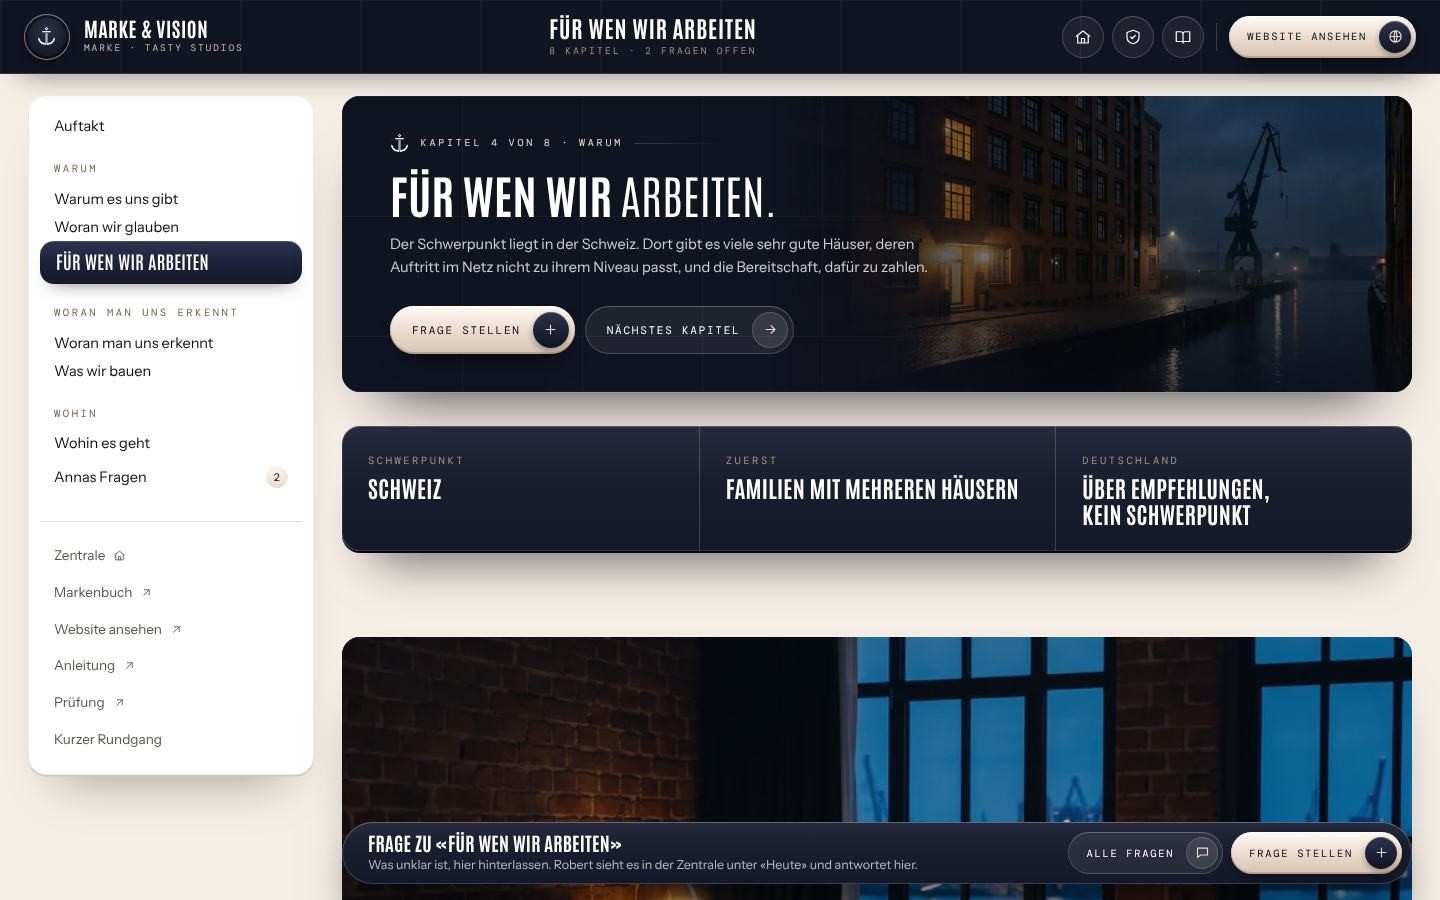 MARKE & VISION
MARKE · TASTY STUDIOS
FÜR WEN WIR ARBEITEN
8 KAPITEL · 2 FRAGEN OFFEN
WEBSITE ANSEHEN
Auftakt
WARUM
Warum es uns gibt
Woran wir glauben
FÜR WEN WIR ARBEITEN
WORAN MAN UNS ERKENNT
Woran man uns erkennt
Was wir bauen
WOHIN
Wohin es geht
Annas Fragen 2
Zentrale
Markenbuch
Website ansehen
Anleitung
Prüfung
Kurzer Rundgang
KAPITEL 4 VON 8 · WARUM
FÜR WEN WIR ARBEITEN.
Der Schwerpunkt liegt in der Schweiz. Dort gibt es viele sehr gute Häuser, deren
Auftritt im Netz nicht zu ihrem Niveau passt, und die Bereitschaft, dafür zu zahlen.
FRAGE STELLEN
NÄCHSTES KAPITEL
SCHWERPUNKT
SCHWEIZ
ZUERST
FAMILIEN MIT MEHREREN HÄUSERN
DEUTSCHLAND
ÜBER EMPFEHLUNGEN,
KEIN SCHWERPUNKT
FRAGE ZU «FÜR WEN WIR ARBEITEN»
Was unklar ist, hier hinterlassen. Robert sieht es in der Zentrale unter «Heute» und antwortet hier.
ALLE FRAGEN
FRAGE STELLEN